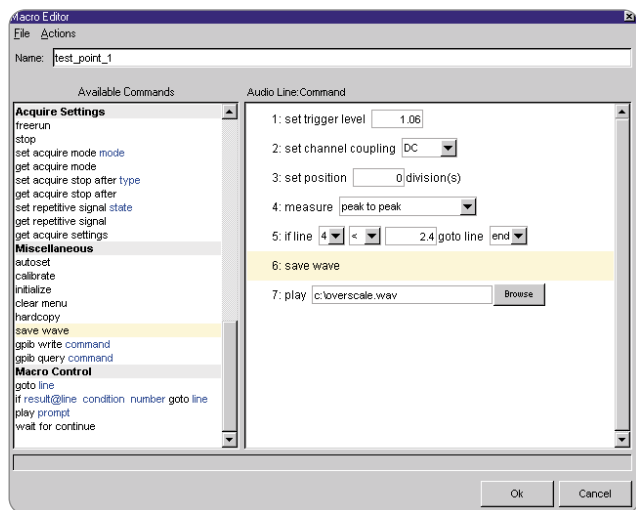 Macro Editor
File Actions
Name: test_point_1
Available Commands
Acquire Settings
freerun
stop
set acquire mode mode
get acquire mode
set acquire stop after type
get acquire stop after
set repetitive signal state
get repetitive signal
get acquire settings
Miscellaneous
autoset
calibrate
initialize
clear menu
hardcopy
save wave
gpib write command
gpib query command
Macro Control
goto line
if result@line condition number goto line
play prompt
wait for continue
Audio Line:Command
1: set trigger level 1.06
2: set channel coupling DC
3: set position 0 division(s)
4: measure peak to peak
5: if line 4 < 2.4 goto line end
6: save wave
7: play c:\overscale.wav Browse
Ok Cancel